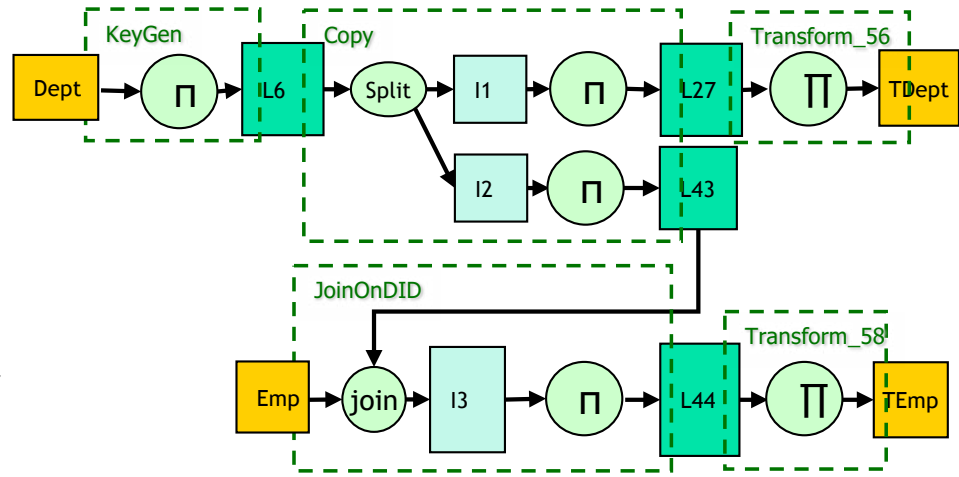 KeyGen
Copy
Transform_56
Dept
п
L6
Split
I1
п
L27
∏
TDept
I2
п
L43
JoinOnDID
Transform_58
Emp
join
I3
п
L44
∏
TEmp